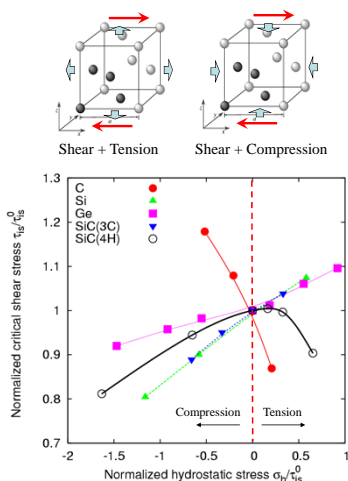 Shear + Tension
Shear + Compression
Normalized critical shear stress τis/τ⁰is
1.3
1.2
1.1
1
0.9
0.8
0.7
C
Si
Ge
SiC(3C)
SiC(4H)
Compression
Tension
-2
-1.5
-1
-0.5
0
0.5
1
Normalized hydrostatic stress σh/τ⁰is